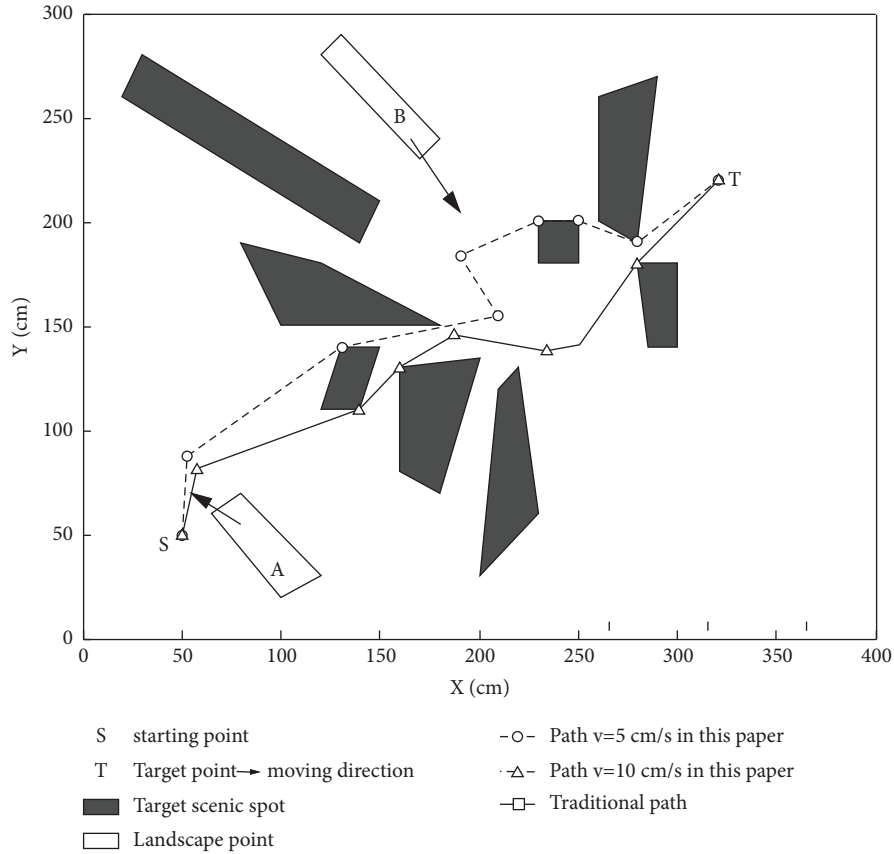 300
250
200
150
100
50
0
Y (cm)
B
T
S
A
0 50 100 150 200 250 300 350 400
X (cm)
S starting point
T Target point moving direction
Target scenic spot
Landscape point
Path v=5 cm/s in this paper
Path v=10 cm/s in this paper
Traditional path